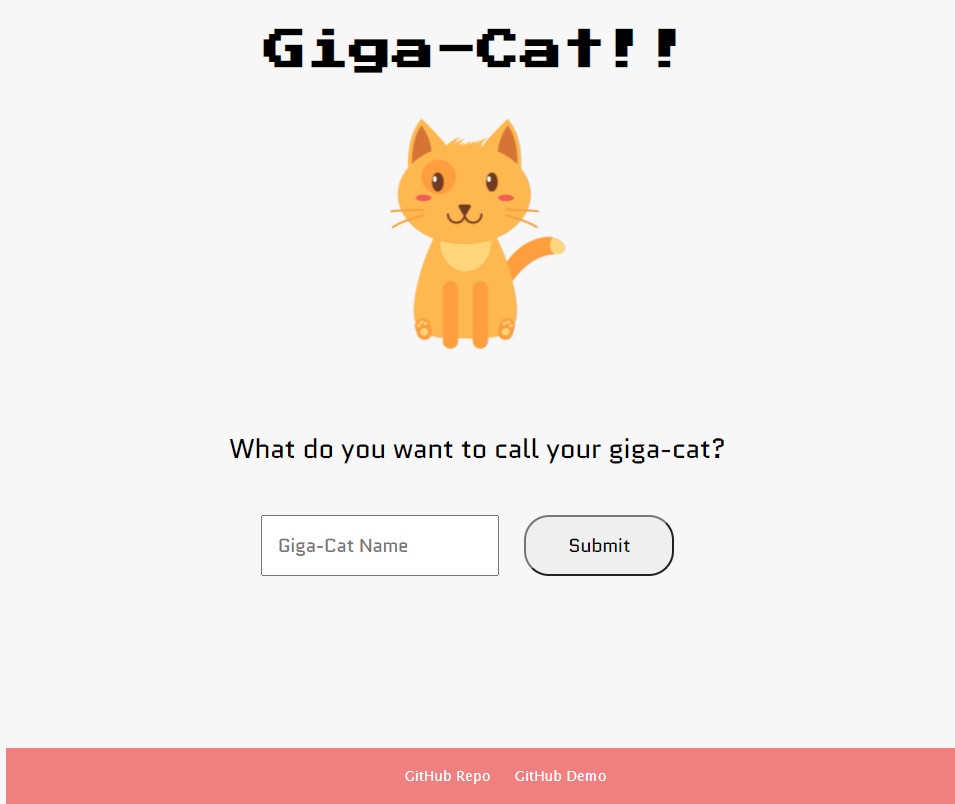 Giga-Cat!!
What do you want to call your giga-cat?
Giga-Cat Name
Submit
GitHub Repo GitHub Demo